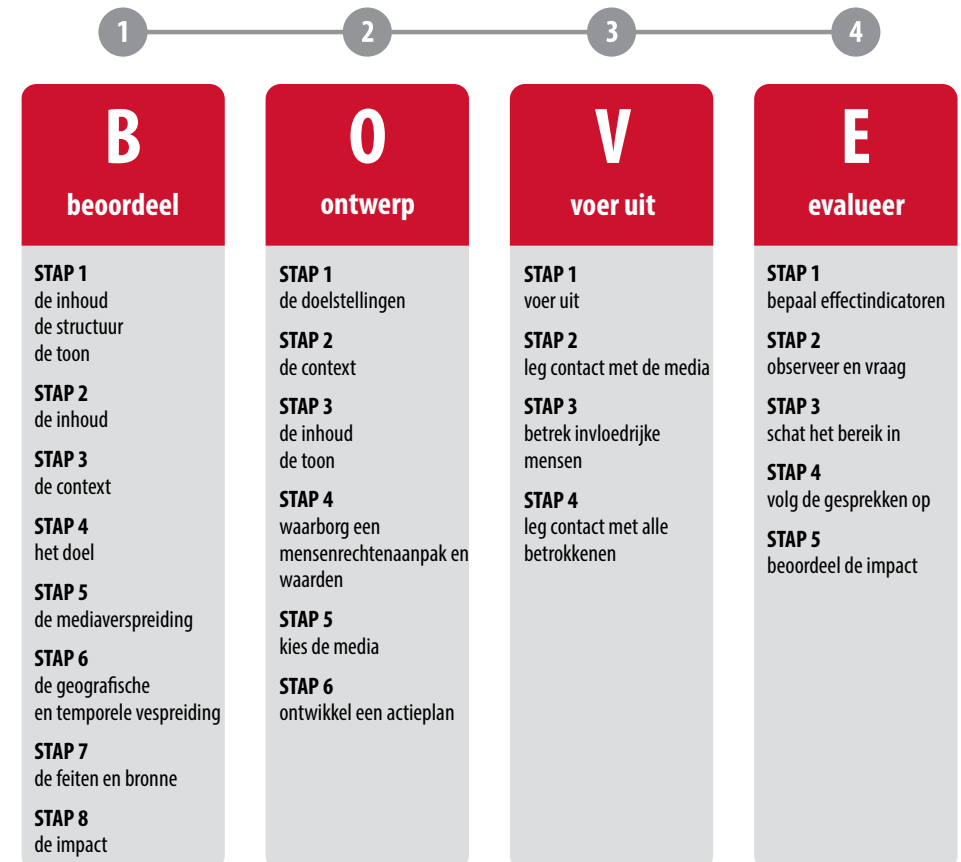 1
2
3
4
B
beoordeel
STAP 1
de inhoud
de structuur
de toon
STAP 2
de inhoud
STAP 3
de context
STAP 4
het doel
STAP 5
de mediaverspreiding
STAP 6
de geografische
en temporele vespreiding
STAP 7
de feiten en bronne
STAP 8
de impact
O
ontwerp
STAP 1
de doelstellingen
STAP 2
de context
STAP 3
de inhoud
de toon
STAP 4
waarborg een
mensenrechtenaanpak en
waarden
STAP 5
kies de media
STAP 6
ontwikkel een actieplan
V
voer uit
STAP 1
voer uit
STAP 2
leg contact met de media
STAP 3
betrek invloedrijke
mensen
STAP 4
leg contact met alle
betrokkenen
E
evalueer
STAP 1
bepaal effectindicatoren
STAP 2
observeer en vraag
STAP 3
schat het bereik in
STAP 4
volg de gesprekken op
STAP 5
beoordeel de impact